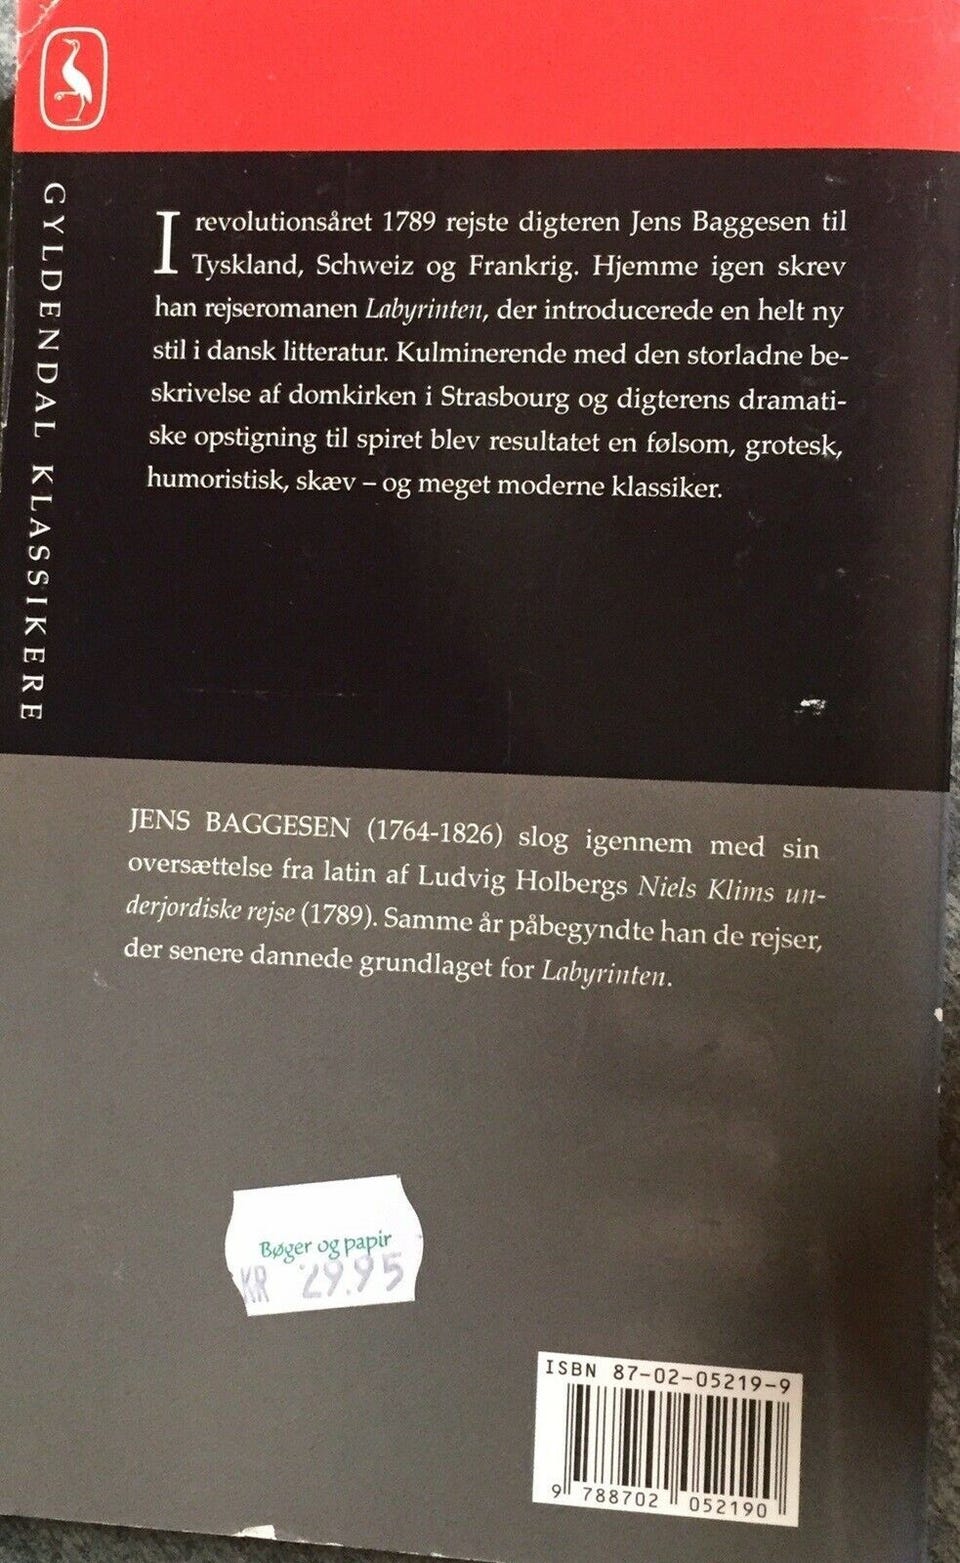 GYLDENDAL KLASSIKERE
I revolutionsåret 1789 rejste digteren Jens Baggesen til
Tyskland, Schweiz og Frankrig. Hjemme igen skrev
han rejseromanen Labyrinten, der introducerede en helt ny
stil i dansk litteratur. Kulminerende med den storladne be-
skrivelse af domkirken i Strasbourg og digterens dramati-
ske opstigning til spiret blev resultatet en følsom, grotesk,
humoristisk, skæv – og meget moderne klassiker.
JENS BAGGESEN (1764-1826) slog igennem med sin
oversættelse fra latin af Ludvig Holbergs Niels Klims un-
derjordiske rejse (1789). Samme år påbegyndte han de rejser,
der senere dannede grundlaget for Labyrinten.
Bøger og papir
KR 29.95
ISBN 87-02-05219-9
9 788702 052190